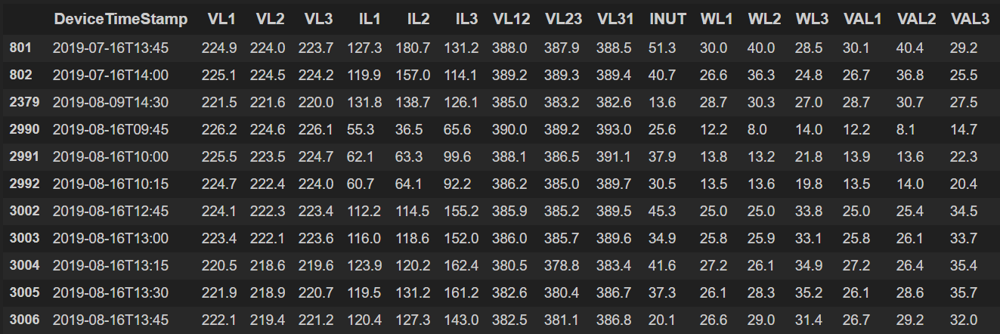 DeviceTimeStamp VL1 VL2 VL3 IL1 IL2 IL3 VL12 VL23 VL31 INUT WL1 WL2 WL3 VAL1 VAL2 VAL3
801 2019-07-16T13:45 224.9 224.0 223.7 127.3 180.7 131.2 388.0 387.9 388.5 51.3 30.0 40.0 28.5 30.1 40.4 29.2
802 2019-07-16T14:00 225.1 224.5 224.2 119.9 157.0 114.1 389.2 389.3 389.4 40.7 26.6 36.3 24.8 26.7 36.8 25.5
2379 2019-08-09T14:30 221.5 221.6 220.0 131.8 138.7 126.1 385.0 383.2 382.6 13.6 28.7 30.3 27.0 28.7 30.7 27.5
2990 2019-08-16T09:45 226.2 224.6 226.1 55.3 36.5 65.6 390.0 389.2 393.0 25.6 12.2 8.0 14.0 12.2 8.1 14.7
2991 2019-08-16T10:00 225.5 223.5 224.7 62.1 63.3 99.6 388.1 386.5 391.1 37.9 13.8 13.2 21.8 13.9 13.6 22.3
2992 2019-08-16T10:15 224.7 222.4 224.0 60.7 64.1 92.2 386.2 385.0 389.7 30.5 13.5 13.6 19.8 13.5 14.0 20.4
3002 2019-08-16T12:45 224.1 222.3 223.4 112.2 114.5 155.2 385.9 385.2 389.5 45.3 25.0 25.0 33.8 25.0 25.4 34.5
3003 2019-08-16T13:00 223.4 222.1 223.6 116.0 118.6 152.0 386.0 385.7 389.6 34.9 25.8 25.9 33.1 25.8 26.1 33.7
3004 2019-08-16T13:15 220.5 218.6 219.6 123.9 120.2 162.4 380.5 378.8 383.4 41.6 27.2 26.1 34.9 27.2 26.4 35.4
3005 2019-08-16T13:30 221.9 218.9 220.7 119.5 131.2 161.2 382.6 380.4 386.7 37.3 26.1 28.3 35.2 26.1 28.6 35.7
3006 2019-08-16T13:45 222.1 219.4 221.2 120.4 127.3 143.0 382.5 381.1 386.8 20.1 26.6 29.0 31.4 26.7 29.2 32.0